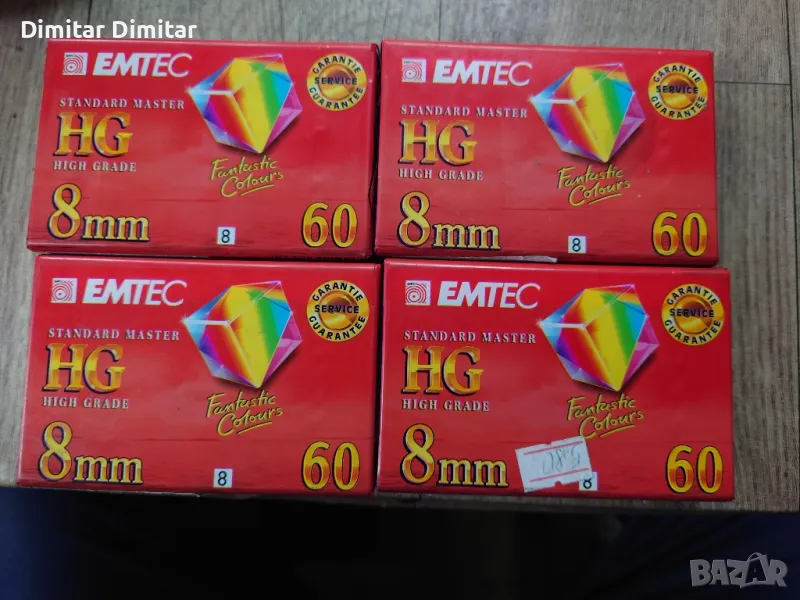 Dimitar Dimitar
EMTEC
STANDARD MASTER
HG
HIGH GRADE
Fantastic
Colours
GARANTIE
SERVICE
GUARANTEE
8mm
8
60
EMTEC
STANDARD MASTER
HG
HIGH GRADE
Fantastic
Colours
GARANTIE
SERVICE
GUARANTEE
8mm
8
60
EMTEC
STANDARD MASTER
HG
HIGH GRADE
Fantastic
Colours
GARANTIE
SERVICE
GUARANTEE
8mm
8
60
EMTEC
STANDARD MASTER
HG
HIGH GRADE
Fantastic
Colours
GARANTIE
SERVICE
GUARANTEE
8mm
8
60
BAZAR